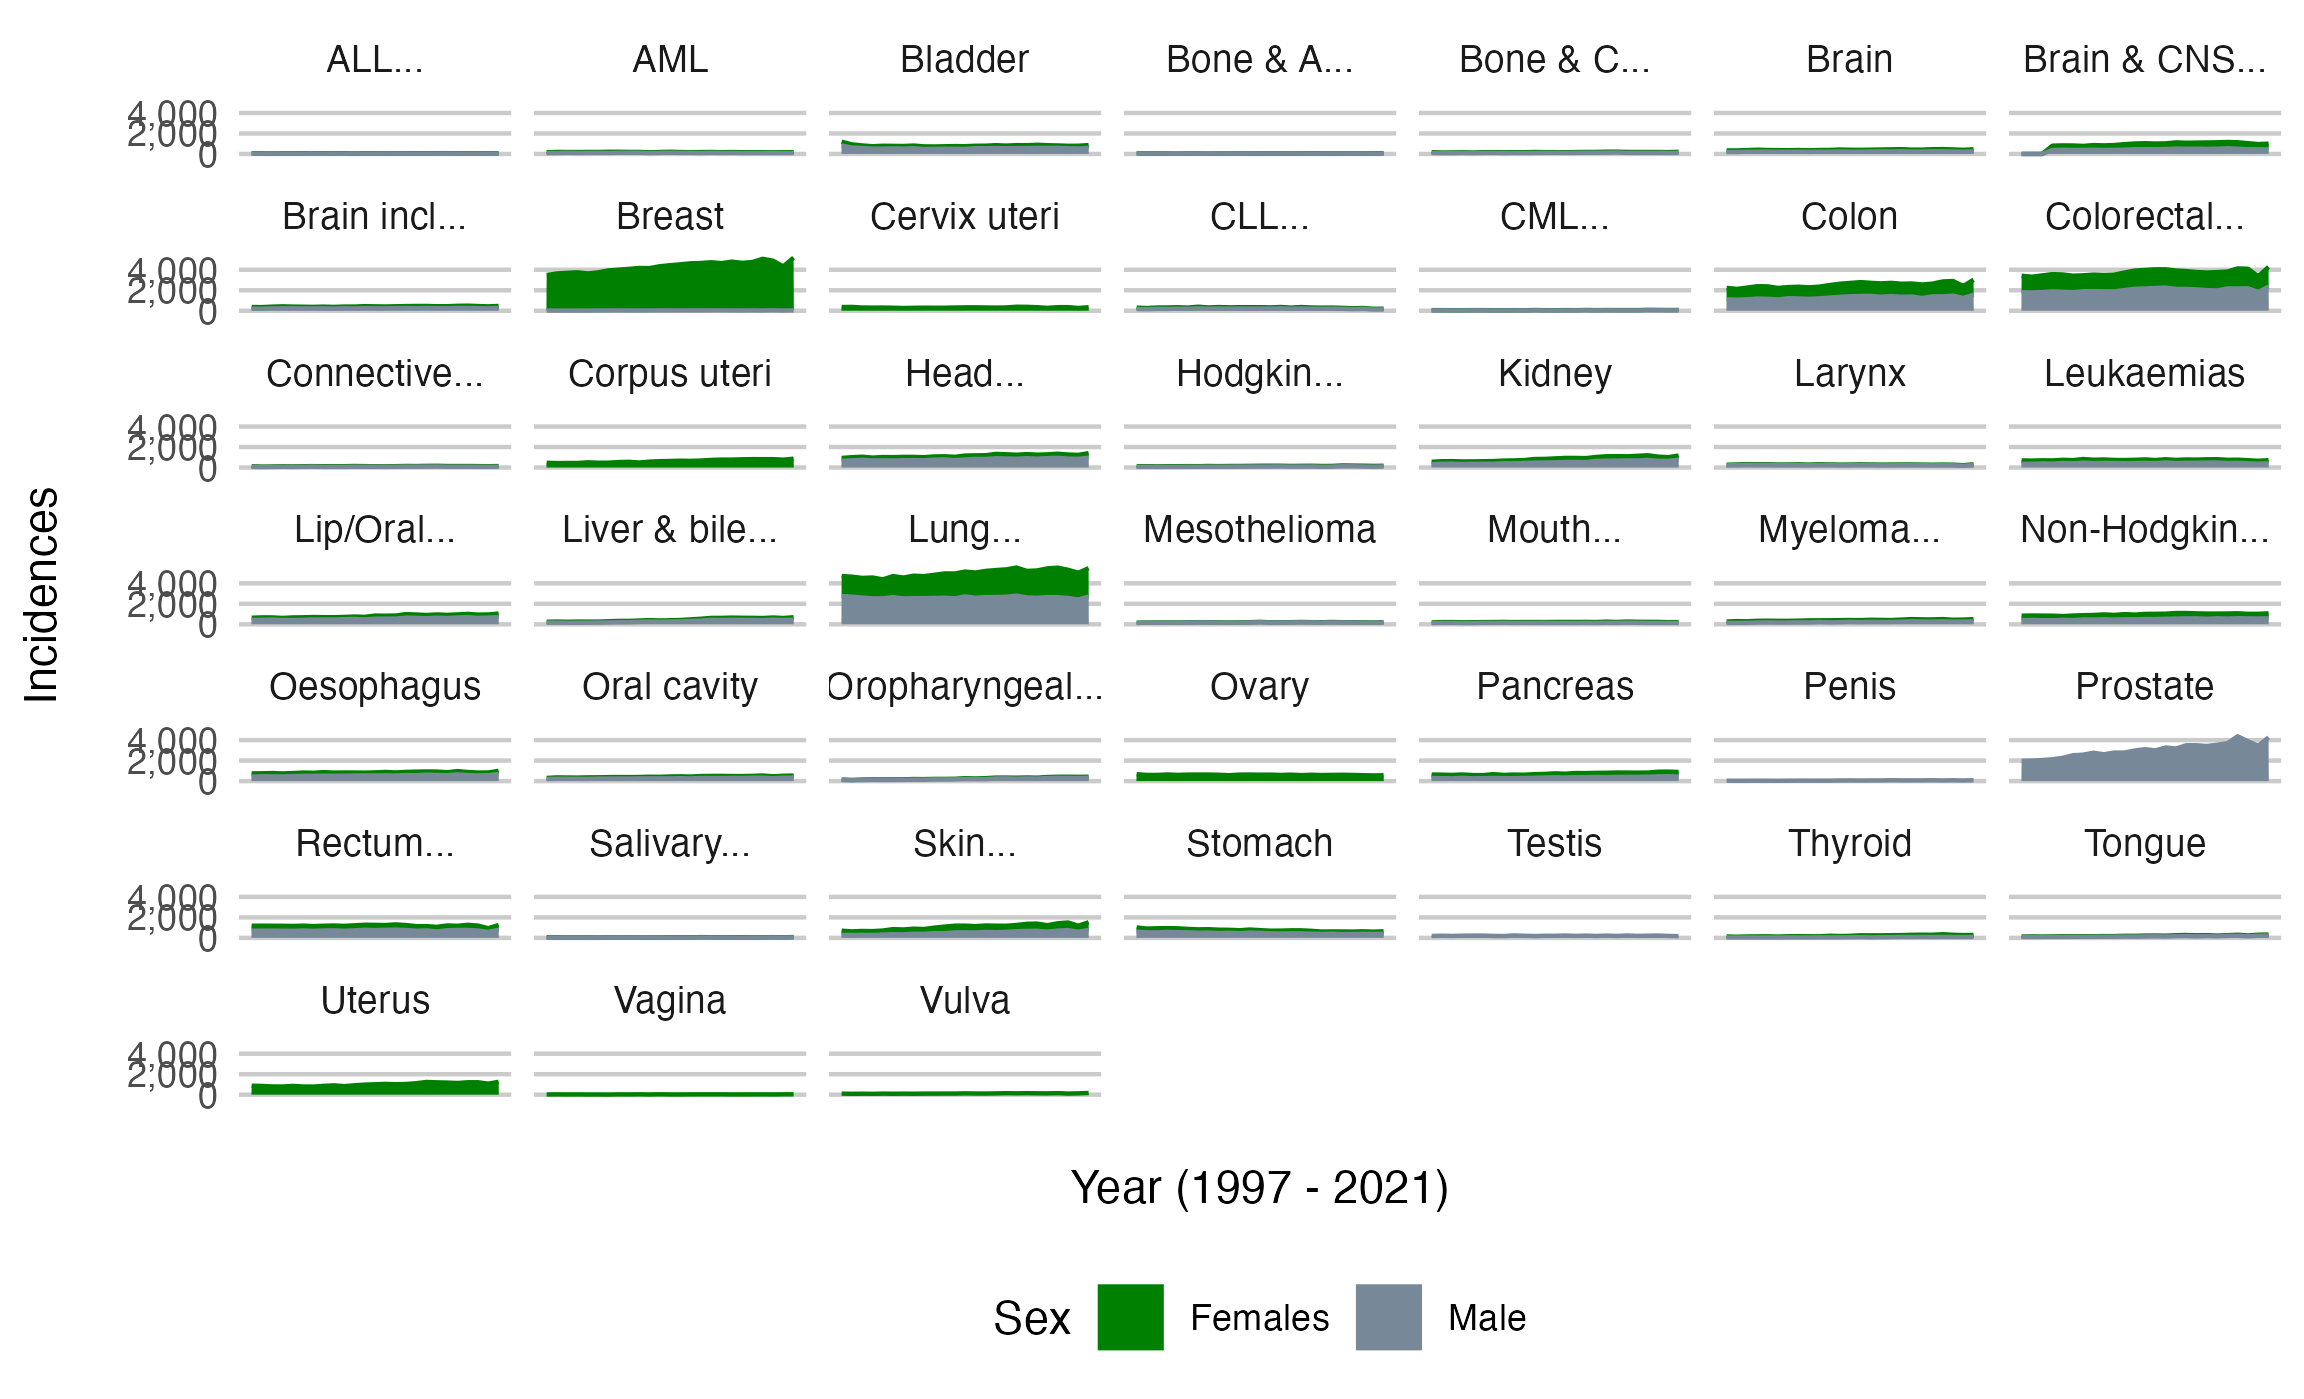 ALL... AML Bladder Bone & A... Bone & C... Brain Brain & CNS...
4,000
2,000
0
Brain incl... Breast Cervix uteri CLL... CML... Colon Colorectal...
4,000
2,000
0
Connective... Corpus uteri Head... Hodgkin... Kidney Larynx Leukaemias
4,000
2,000
0
Lip/Oral... Liver & bile... Lung... Mesothelioma Mouth... Myeloma... Non-Hodgkin...
4,000
2,000
0
Oesophagus Oral cavity Oropharyngeal... Ovary Pancreas Penis Prostate
4,000
2,000
0
Rectum... Salivary... Skin... Stomach Testis Thyroid Tongue
4,000
2,000
0
Uterus Vagina Vulva
4,000
2,000
0
Incidences
Year (1997 - 2021)
Sex Females Male